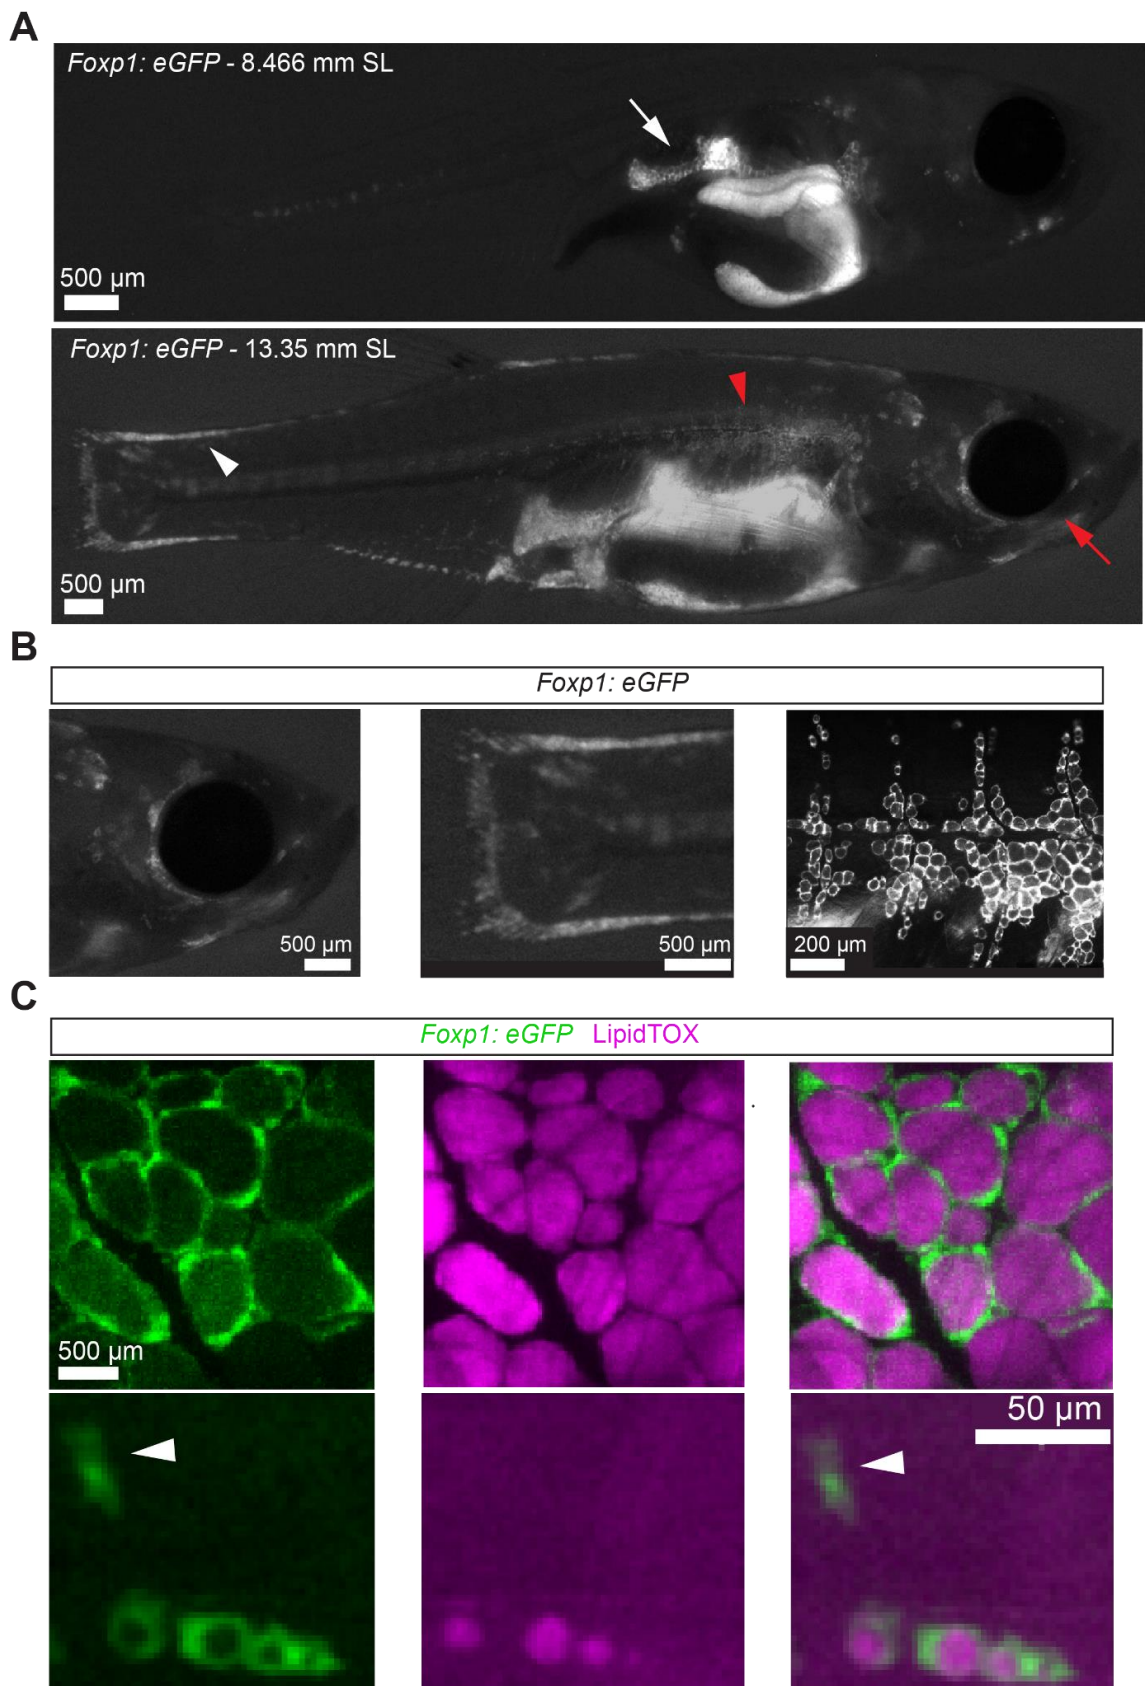 A
Foxp1: eGFP - 8.466 mm SL
500 µm
Foxp1: eGFP - 13.35 mm SL
500 µm
B
Foxp1: eGFP
500 µm
500 µm
200 µm
C
Foxp1: eGFP LipidTOX
500 µm
50 µm